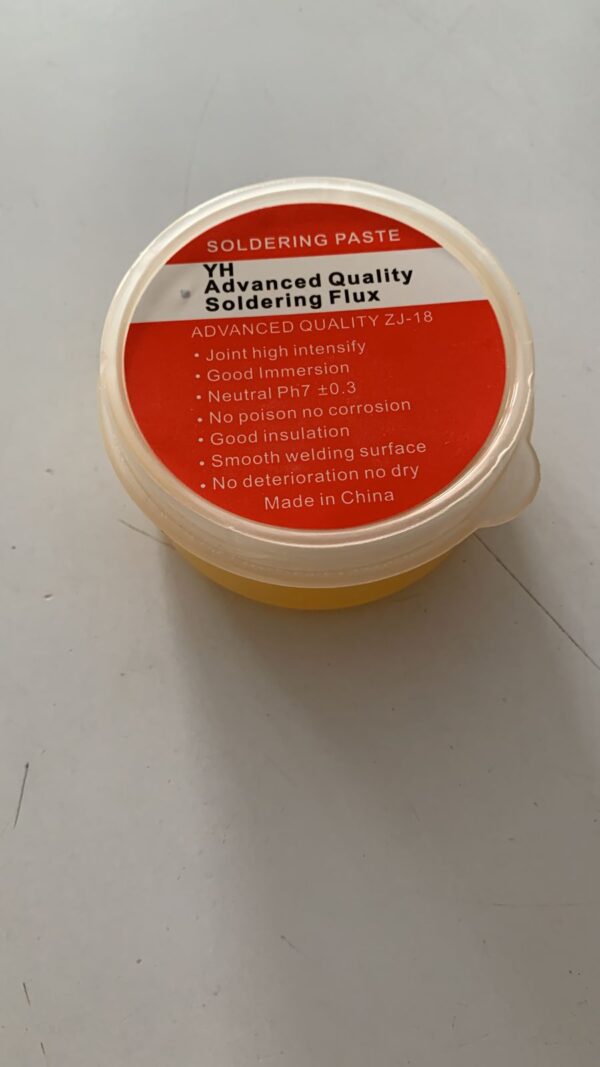 SOLDERING PASTE
YH
Advanced Quality
Soldering Flux
ADVANCED QUALITY ZJ-18
• Joint high intensify
• Good Immersion
• Neutral Ph7 ±0.3
• No poison no corrosion
• Good insulation
• Smooth welding surface
• No deterioration no dry
Made in China